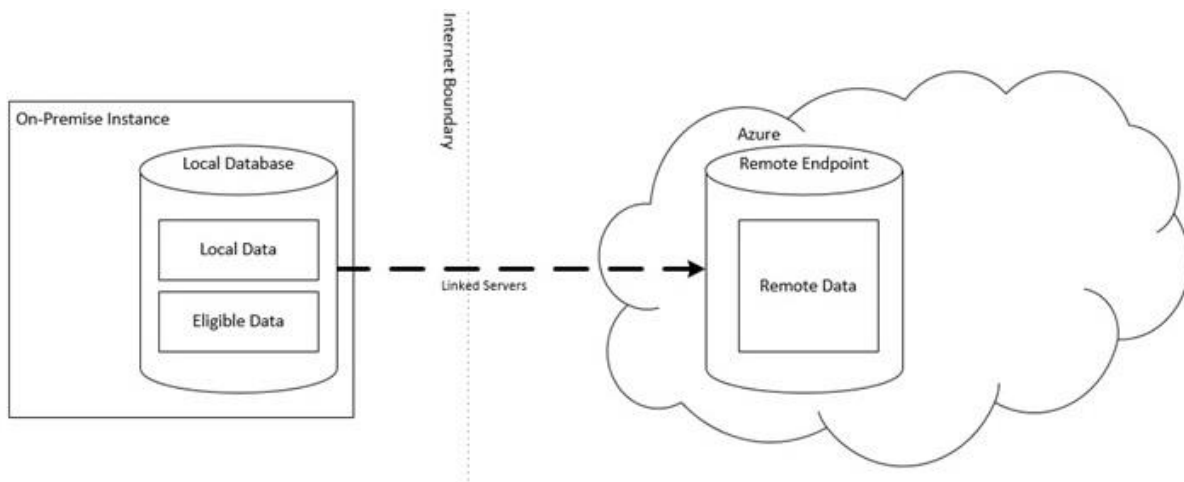 On-Premise Instance
Local Database
Local Data
Eligible Data
Internet Boundary
Linked Servers
Azure
Remote Endpoint
Remote Data